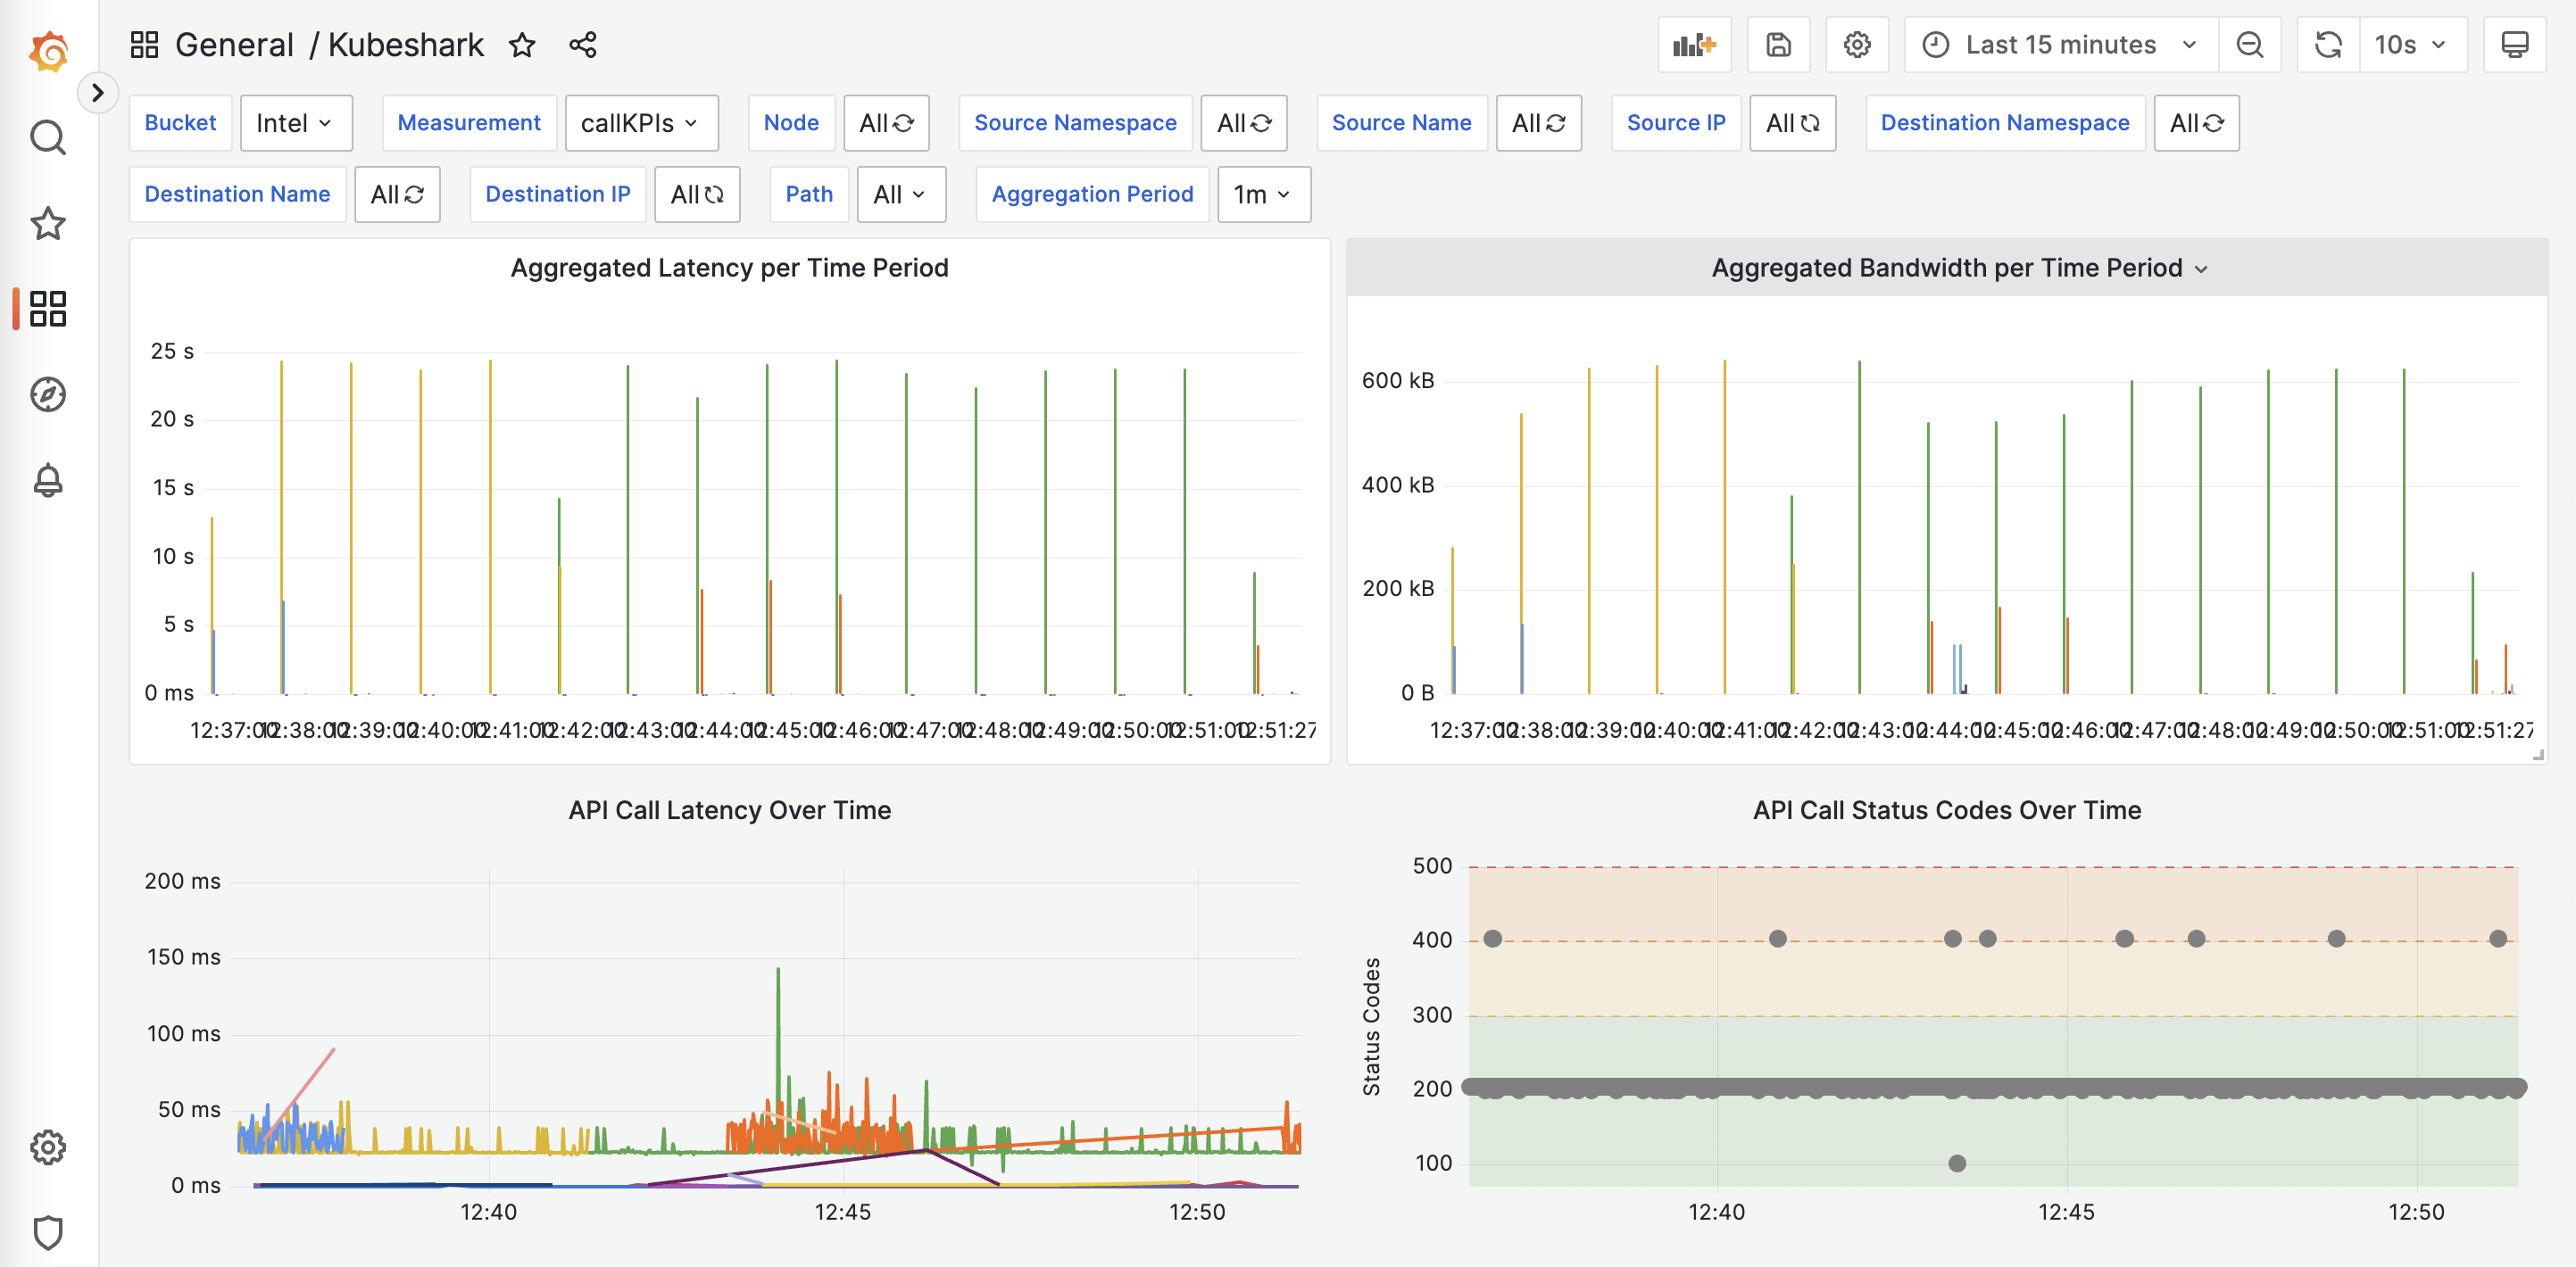 General / Kubeshark
Last 15 minutes
10s
Bucket Intel Measurement callKPIs Node All Source Namespace All Source Name All Source IP All Destination Namespace All
Destination Name All Destination IP All Path All Aggregation Period 1m
Aggregated Latency per Time Period
25 s
20 s
15 s
10 s
5 s
0 ms
12:37:00 12:38:00 12:39:00 12:40:00 12:41:00 12:42:00 12:43:00 12:44:00 12:45:00 12:46:00 12:47:00 12:48:00 12:49:00 12:50:00 12:51:00 12:51:27
Aggregated Bandwidth per Time Period
600 kB
400 kB
200 kB
0 B
12:37:00 12:38:00 12:39:00 12:40:00 12:41:00 12:42:00 12:43:00 12:44:00 12:45:00 12:46:00 12:47:00 12:48:00 12:49:00 12:50:00 12:51:00 12:51:27
API Call Latency Over Time
200 ms
150 ms
100 ms
50 ms
0 ms
12:40 12:45 12:50
API Call Status Codes Over Time
Status Codes
500
400
300
200
100
12:40 12:45 12:50